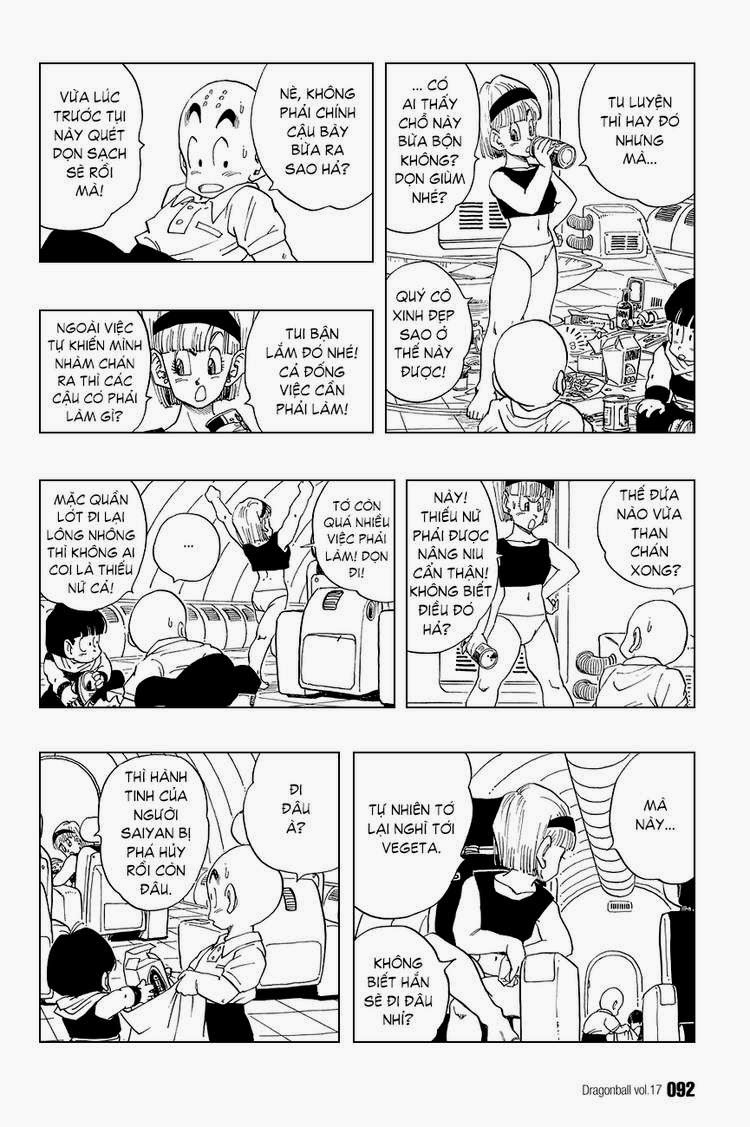 TU LUYỆN
THÌ HAY ĐÓ
NHƯNG
MÀ...
... CÓ
AI THẤY
CHỖ NÀY
BỪA BỘN
KHÔNG?
DỌN GIÙM
NHÉ?
QUÝ CÔ
XINH ĐẸP
SAO Ở
THẾ NÀY
ĐƯỢC!
NÈ, KHÔNG
PHẢI CHÍNH
CẬU BÀY
BỪA RA
SAO HẢ?
VỪA LÚC
TRƯỚC TỤI
NÀY QUÉT
DỌN SẠCH
SẼ RỒI
MÀ!
TUI BẬN
LẮM ĐÓ NHÉ!
CẢ ĐỐNG
VIỆC CẦN
PHẢI LÀM!
NGOÀI VIỆC
TỰ KHIẾN MÌNH
NHÀM CHÁN
RA THÌ CÁC
CẬU CÓ PHẢI
LÀM GÌ?
THẾ ĐỨA
NÀO VỪA
THAN
CHÁN
XONG?
NÀY!
THIẾU NỮ
PHẢI ĐƯỢC
NÂNG NIU
CẨN THẬN!
KHÔNG BIẾT
ĐIỀU ĐÓ
HẢ?
TỚ CÒN
QUÁ NHIỀU
VIỆC PHẢI
LÀM! DỌN
ĐI!
...
MẶC QUẦN
LÓT ĐI LẠI
LÔNG NHÔNG
THÌ KHÔNG AI
COI LÀ THIẾU
NỮ CẢ!
MÀ
NÀY...
TỰ NHIÊN TỚ
LẠI NGHĨ TỚI
VEGETA.
KHÔNG
BIẾT HẮN
SẼ ĐI ĐÂU
NHỈ?
ĐI
ĐÂU
À?
THÌ HÀNH
TINH CỦA
NGƯỜI
SAIYAN BỊ
PHÁ HỦY
RỒI CÒN
ĐÂU.
Dragonball vol.17 092